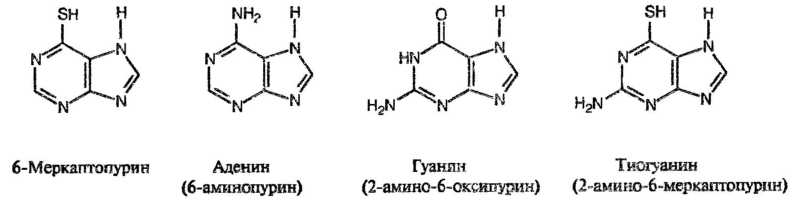 SH H NH₂ H O H SH H
N N N N HN N N N
N N N N H₂N N N H₂N N N
6-Меркаптопурин Аденин Гуанин Тиогуанин
(6-аминопурин) (2-амино-6-оксипурин) (2-амино-6-меркаптопурин)